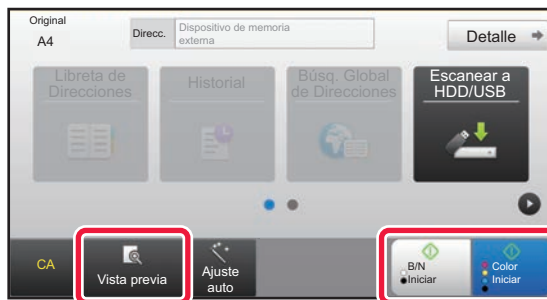 Original
A4
Direcc.
Dispositivo de memoria
externa
Detalle
Libreta de
Direcciones
Historial
Búsq. Global
de Direcciones
Escanear a
HDD/USB
CA
Vista previa
Ajuste
auto
B/N
Iniciar
Color
Iniciar